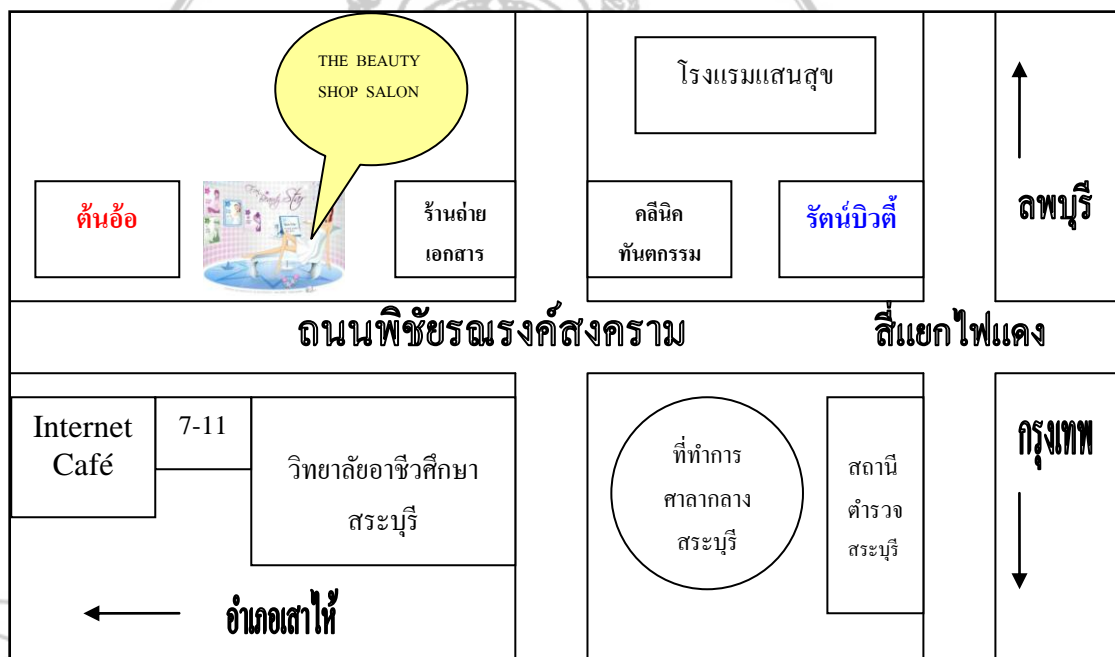 THE BEAUTY
SHOP SALON
โรงแรมแสนสุข
ลพบุรี
ต้นอ้อ
ร้านถ่าย
เอกสาร
คลีนิค
ทันตกรรม
รัตน์บิวตี้
ถนนพิชัยรณรงค์สงคราม
สี่แยกไฟแดง
Internet
Café
7-11
วิทยาลัยอาชีวศึกษา
สระบุรี
ที่ทำการ
ศาลากลาง
สระบุรี
สถานี
ตำรวจ
สระบุรี
กรุงเทพ
อำเภอเสาไห้